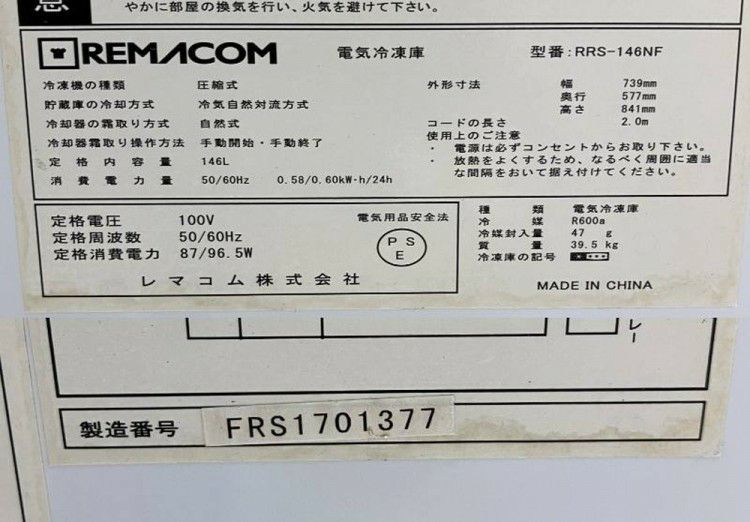 やかに部屋の換気を行い、火気を避けて下さい。
REMACOM 電気冷凍庫 型番:RRS-146NF
冷凍機の種類 圧縮式
貯蔵庫の冷却方式 冷気自然対流方式
冷却器の霜取り方式 自然式
冷却器霜取り操作方法 手動開始・手動終了
定格内容量 146L
消費電力量 50/60Hz 0.58/0.60kW・h/24h
外形寸法 幅 739mm
奥行 577mm
高さ 841mm
コードの長さ 2.0m
使用上のご注意
・ 電源は必ずコンセントからお取り下さい。
・ 放熱をよくするため、なるべく周囲に適当
な間隔をおいて据え付けてください。
定格電圧 100V
定格周波数 50/60Hz
定格消費電力 87/96.5W
電気用品安全法
PS
E
レマコム株式会社
種類 電気冷凍庫
冷媒 R600a
冷媒封入量 47 g
質量 39.5 kg
冷凍庫の記号
MADE IN CHINA
レー
製造番号 FRS1701377